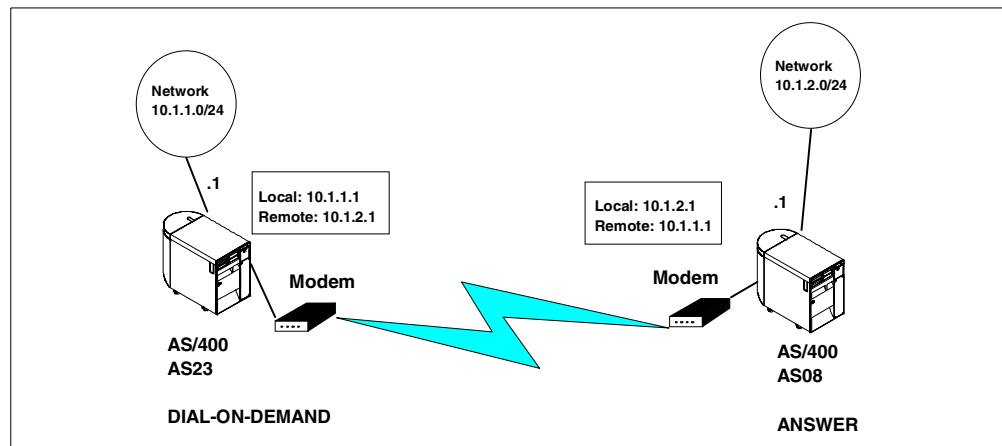 Network
10.1.1.0/24
Network
10.1.2.0/24
.1
Local: 10.1.1.1
Remote: 10.1.2.1
Local: 10.1.2.1
Remote: 10.1.1.1
.1
Modem
Modem
AS/400
AS23
AS/400
AS08
DIAL-ON-DEMAND
ANSWER